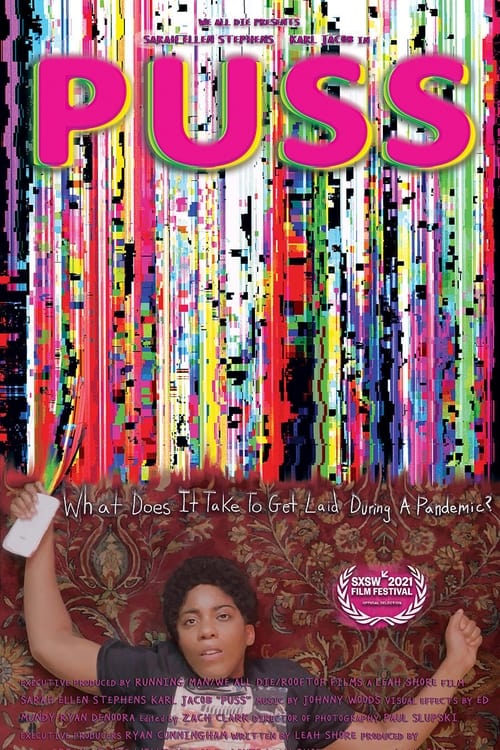 WE ALL DIE PRESENTS
SARAH ELLEN STEPHENS KARL JACOB IN
PUSS
What Does It Take To Get Laid During A Pandemic?
SXSW 2021
FILM FESTIVAL
OFFICIAL SELECTION
EXECUTIVE PRODUCED BY RUNNING MAN/WE ALL DIE/ROOFTOP FILMS A LEAH SHORE FILM
SARAH ELLEN STEPHENS KARL JACOB "PUSS" MUSIC BY JOHNNY WOODS VISUAL EFFECTS BY ED
MUNDY RYAN DENOORA Edited by ZACH CLARK DIRECTOR OF PHOTOGRAPHY PAUL SLUPSKI
EXECUTIVE PRODUCERS RYAN CUNNINGHAM WRITTEN BY LEAH SHORE PRODUCED BY